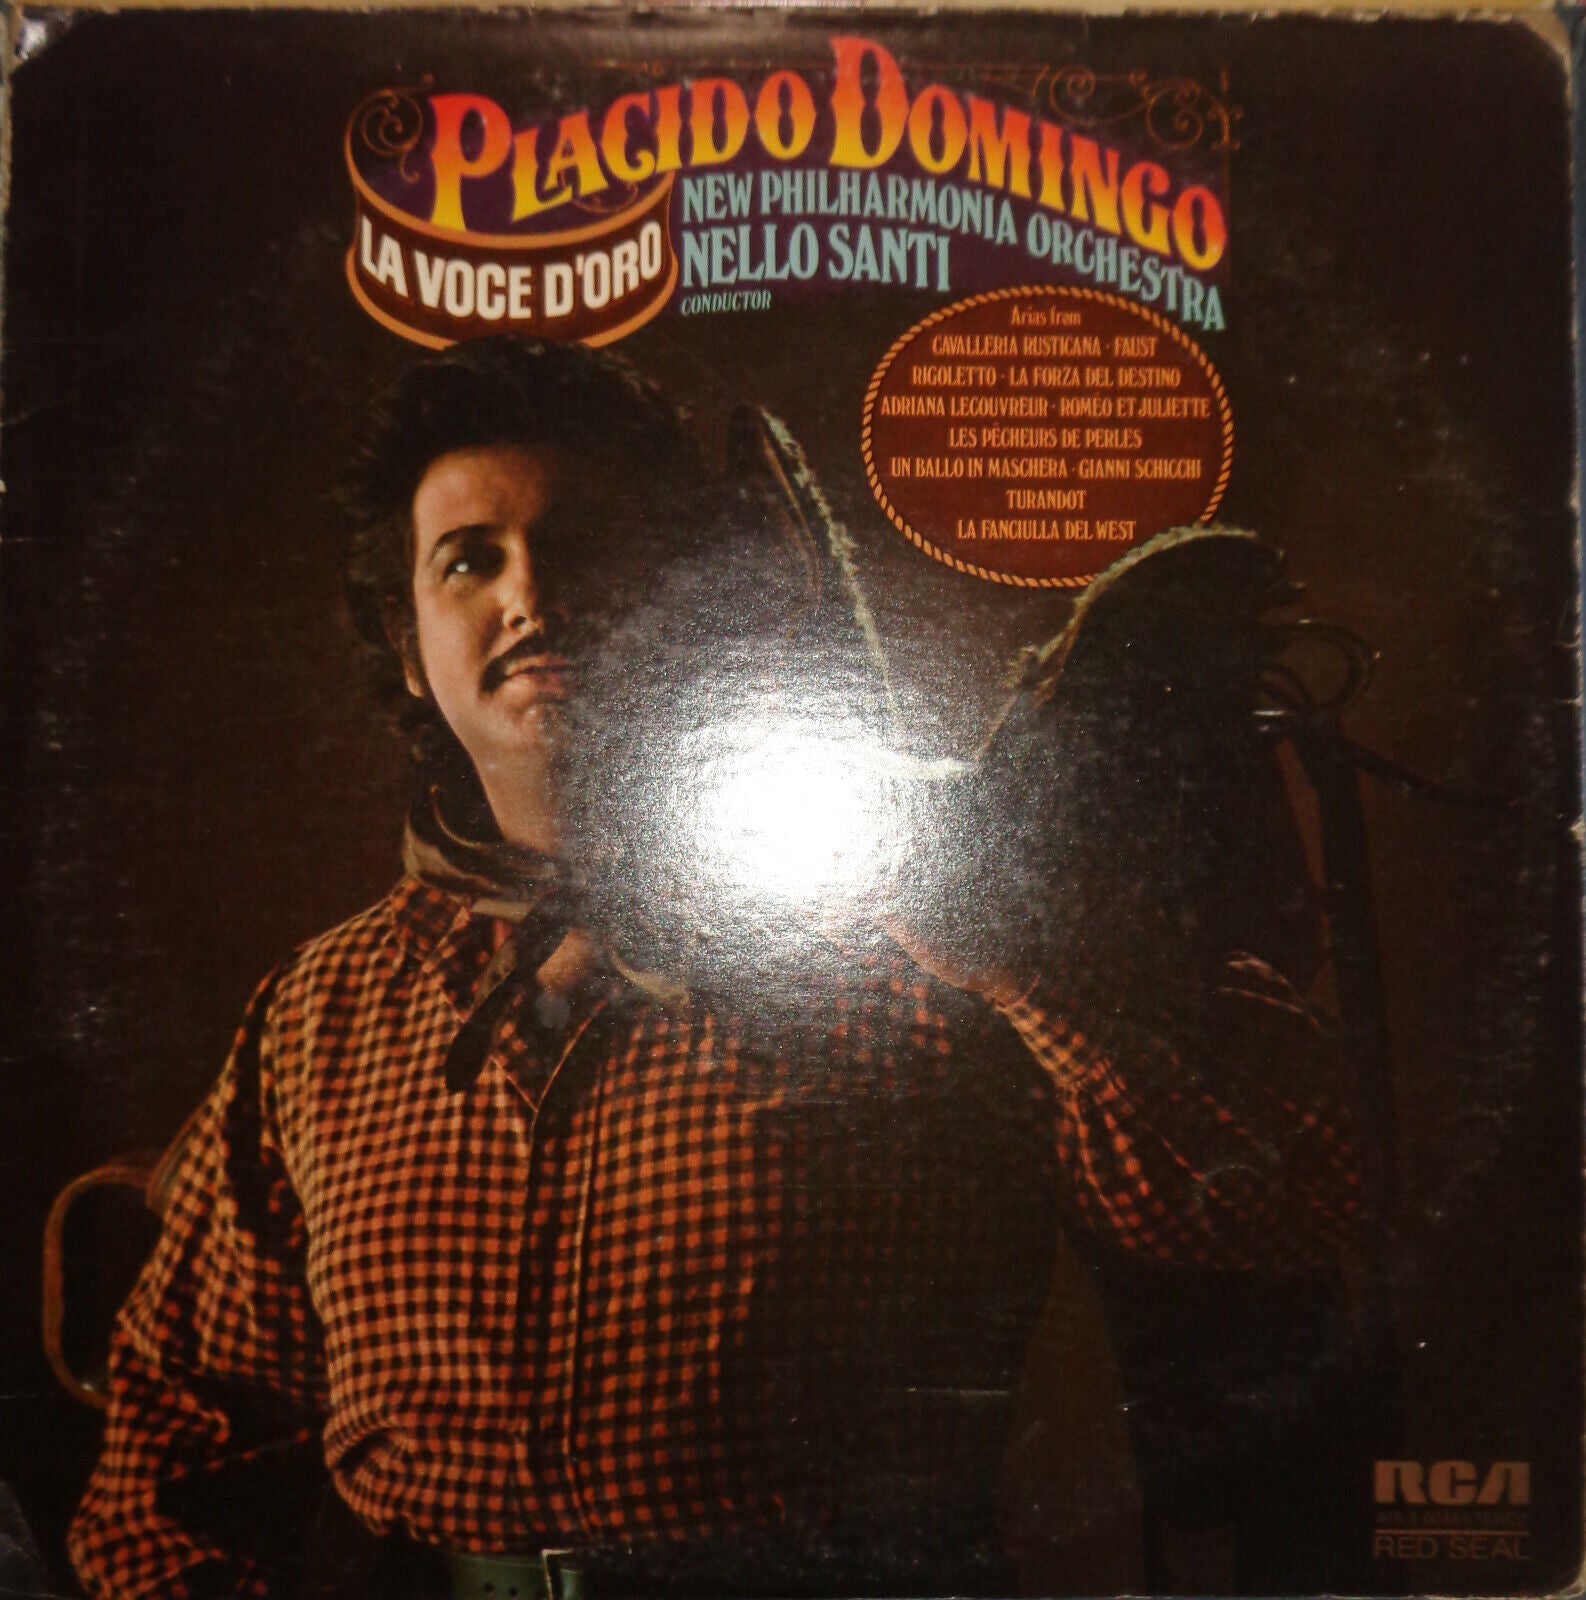 PLACIDO DOMINGO
LA VOCE D'ORO
NEW PHILHARMONIA ORCHESTRA
NELLO SANTI
CONDUCTOR
Arias from
CAVALLERIA RUSTICANA · FAUST
RIGOLETTO · LA FORZA DEL DESTINO
ADRIANA LECOUVREUR · ROMÉO ET JULIETTE
LES PÊCHEURS DE PERLES
UN BALLO IN MASCHERA · GIANNI SCHICCHI
TURANDOT
LA FANCIULLA DEL WEST
RCA
STEREO
RED SEAL